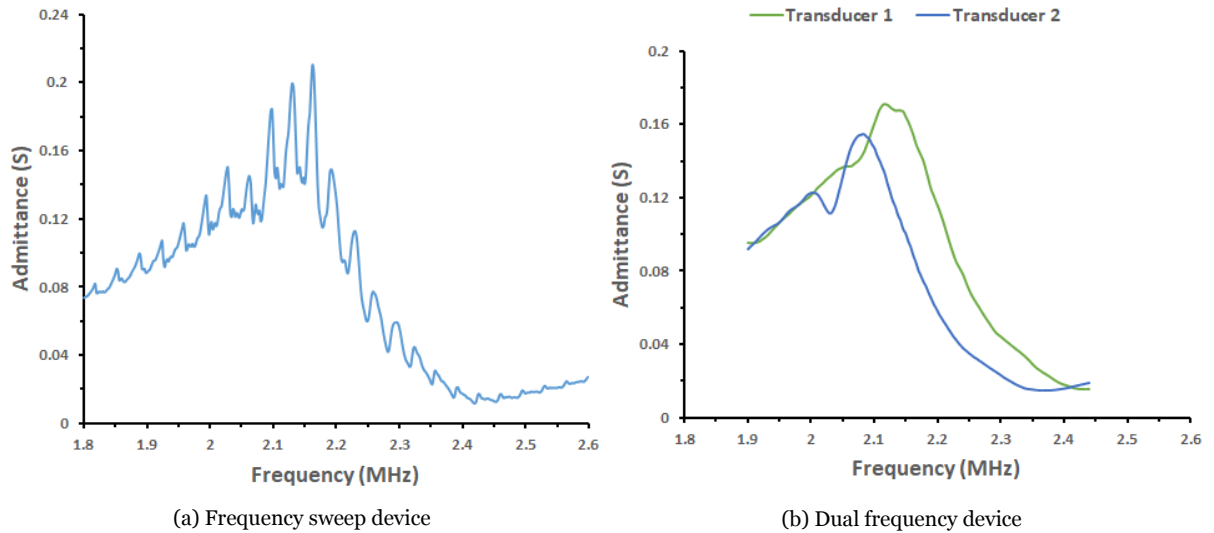 0.24
0.2
0.16
0.12
0.08
0.04
0
Admittance (S)
1.8 1.9 2 2.1 2.2 2.3 2.4 2.5 2.6
Frequency (MHz)
(a) Frequency sweep device
Transducer 1 Transducer 2
0.2
0.16
0.12
0.08
0.04
0
Admittance (S)
1.8 1.9 2 2.1 2.2 2.3 2.4 2.5 2.6
Frequency (MHz)
(b) Dual frequency device